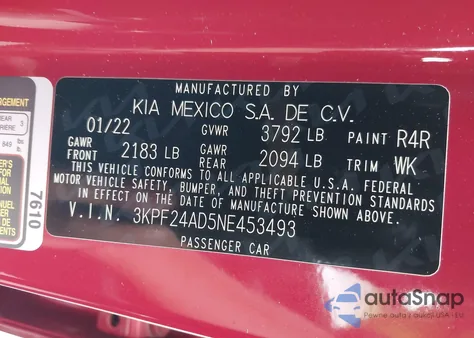 MANUFACTURED BY
KIA MEXICO S.A. DE C.V.
01/22 GVWR 3792 LB PAINT R4R
GAWR FRONT 2183 LB GAWR REAR 2094 LB TRIM WK
THIS VEHICLE CONFORMS TO ALL APPLICABLE U.S.A. FEDERAL
MOTOR VEHICLE SAFETY, BUMPER, AND THEFT PREVENTION STANDARDS
IN EFFECT ON THE DATE OF MANUFACTURE SHOWN ABOVE.
V.I.N. 3KPF24AD5NE453493
PASSENGER CAR
7610
autoSnap